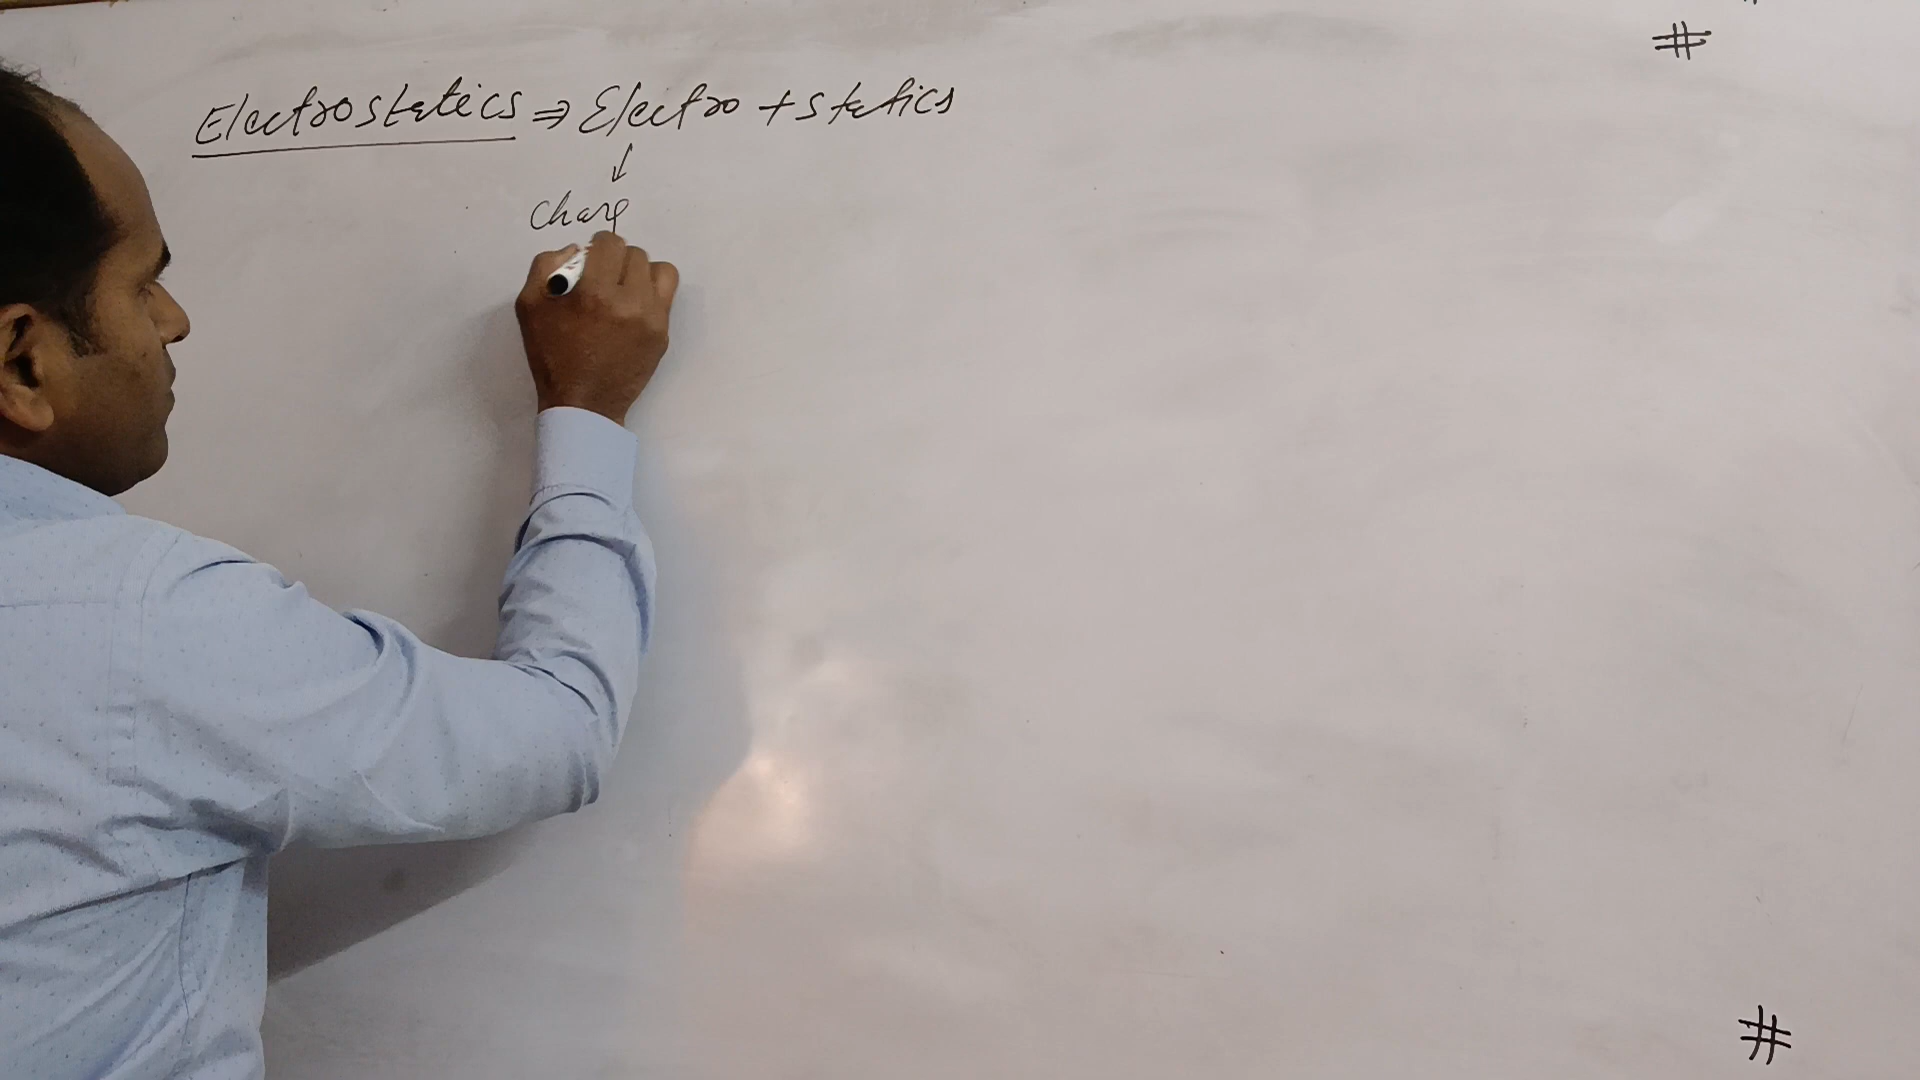 #
Electrostatics ⇒ Electro + statics
↓
Charg
#